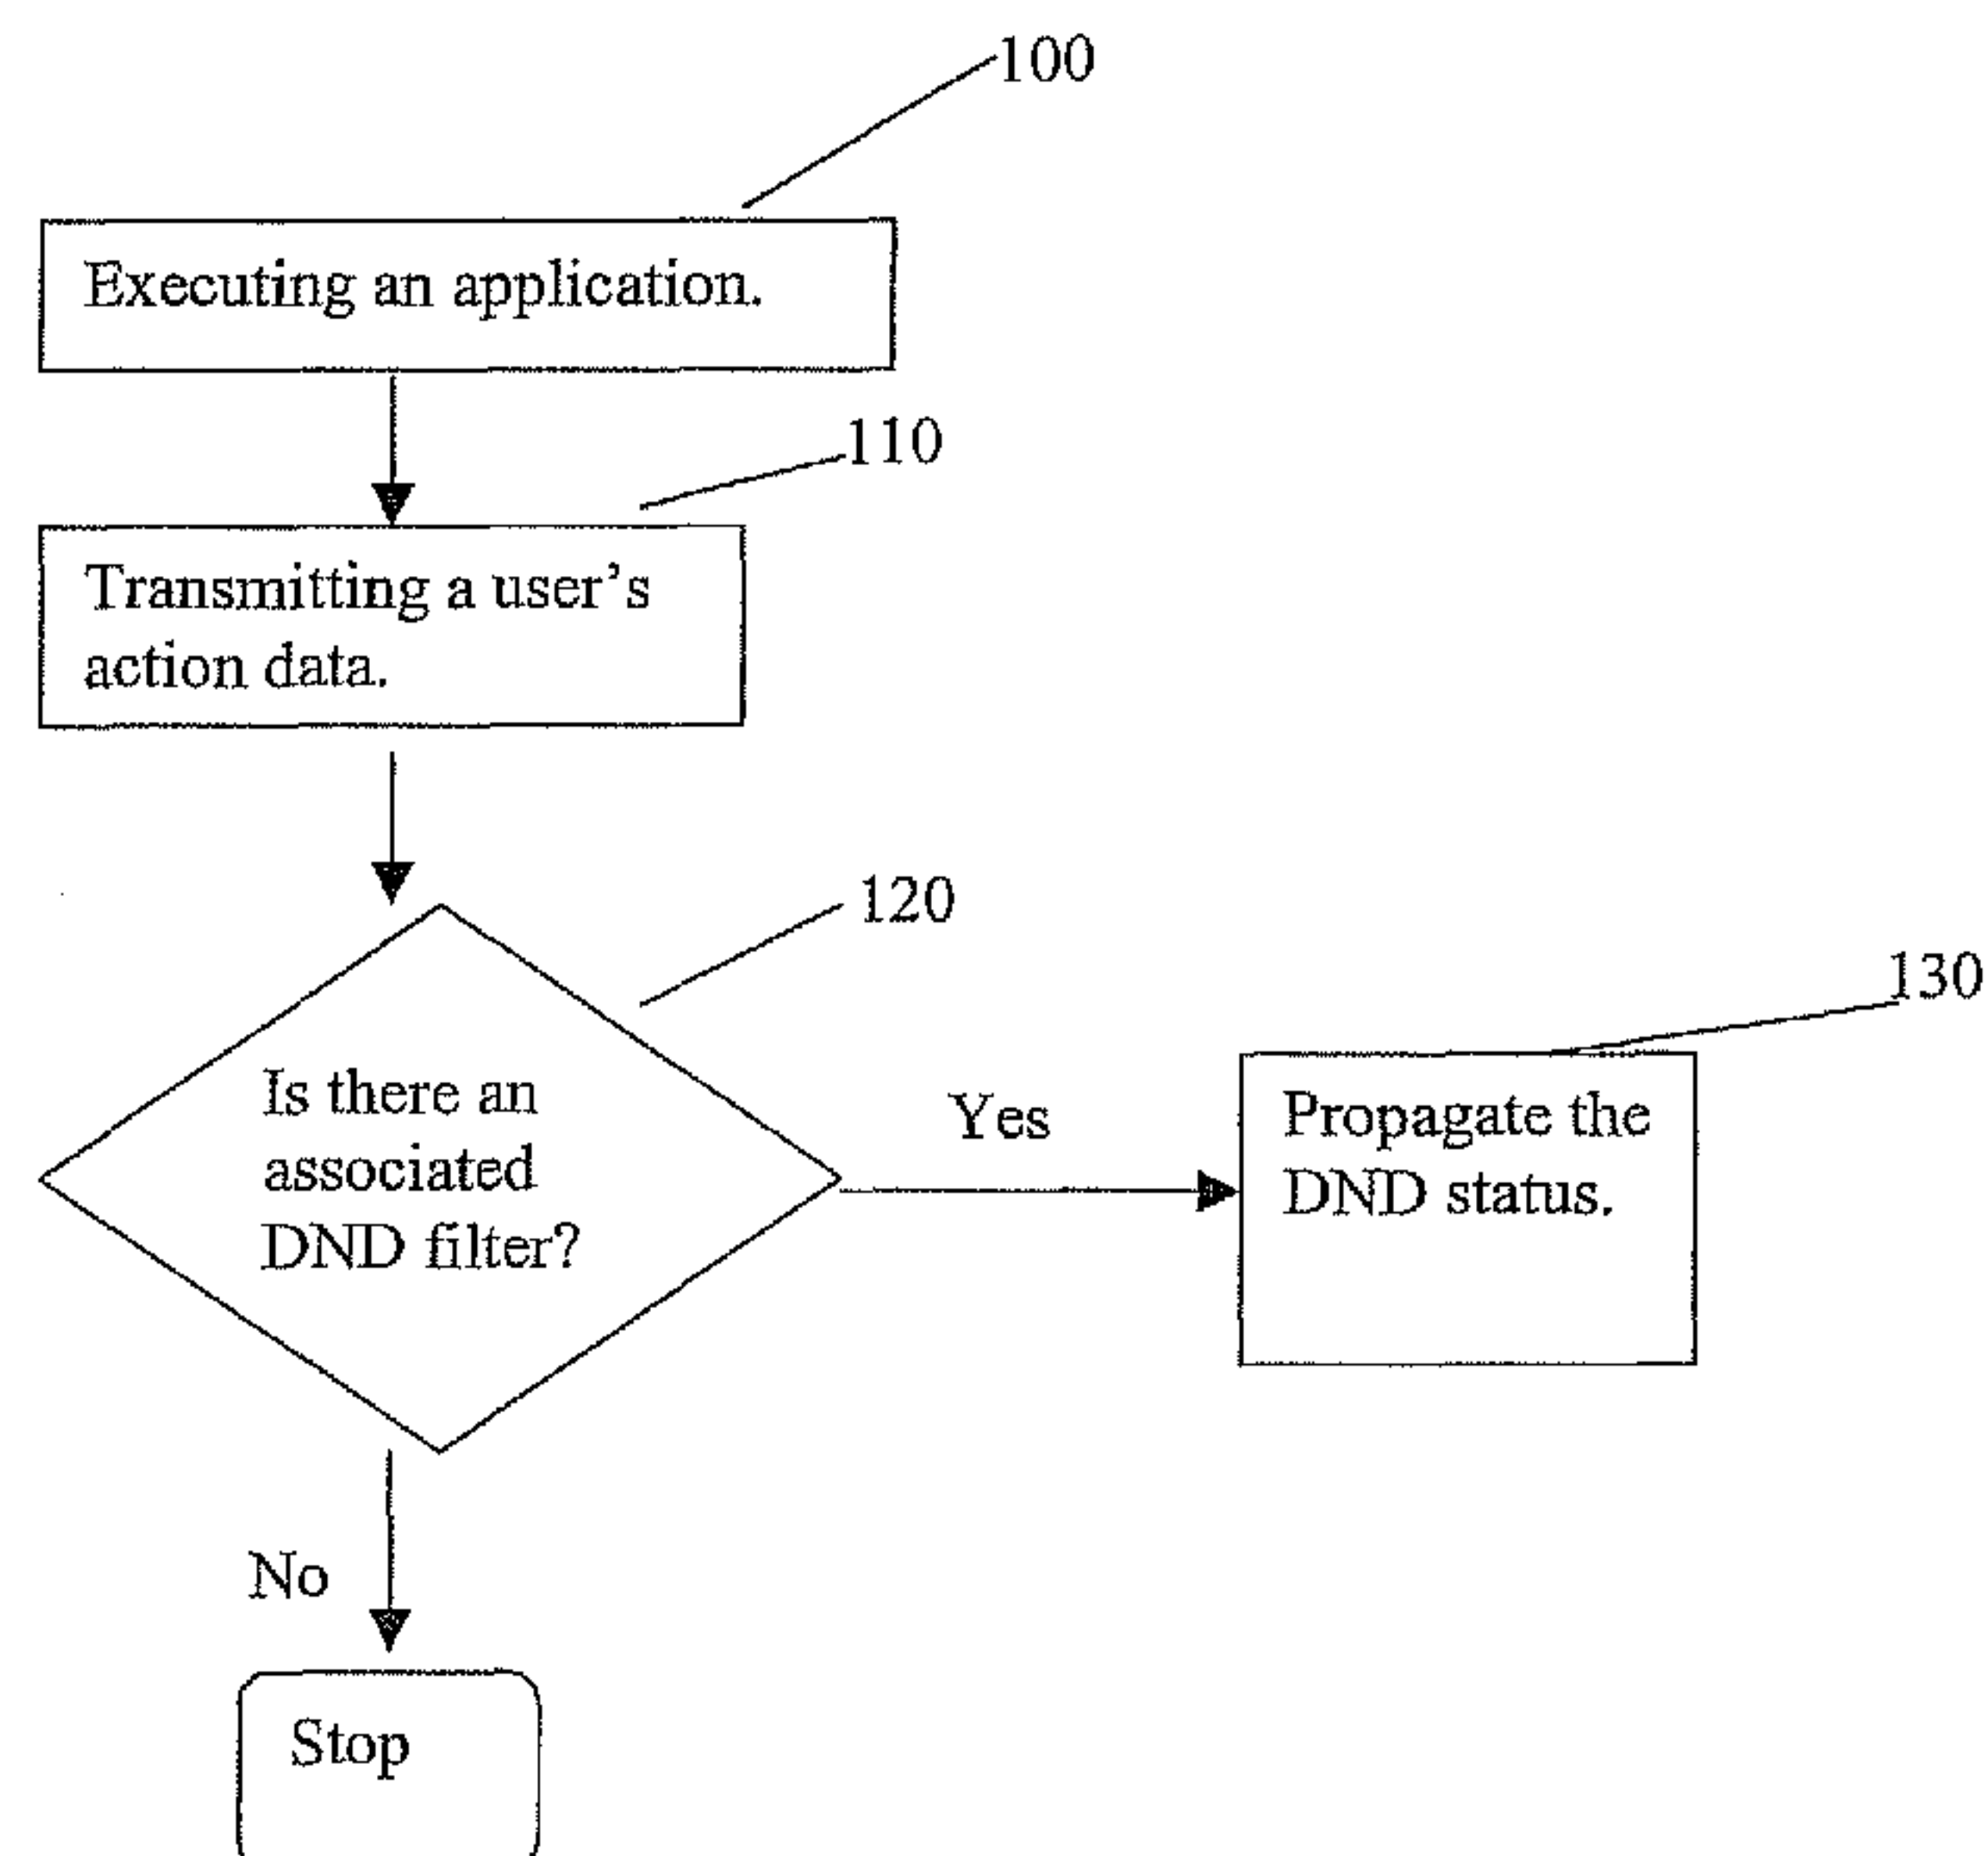 100
Executing an application.
110
Transmitting a user's
action data.
120
Is there an
associated
DND filter?
Yes
130
Propagate the
DND status.
No
Stop